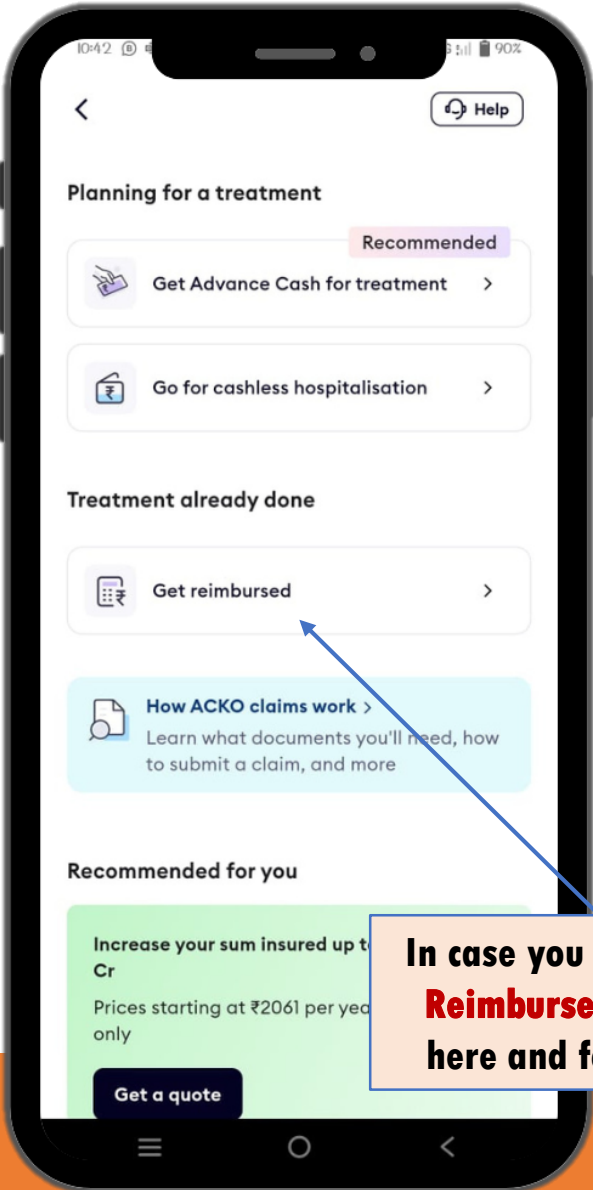 10:42
90%
Help
Planning for a treatment
Recommended
Get Advance Cash for treatment
Go for cashless hospitalisation
Treatment already done
Get reimbursed
How ACKO claims work >
Learn what documents you'll need, how
to submit a claim, and more
Recommended for you
Increase your sum insured up
Cr
Prices starting at ₹2061 per
only
Get a quote
In case you
here and